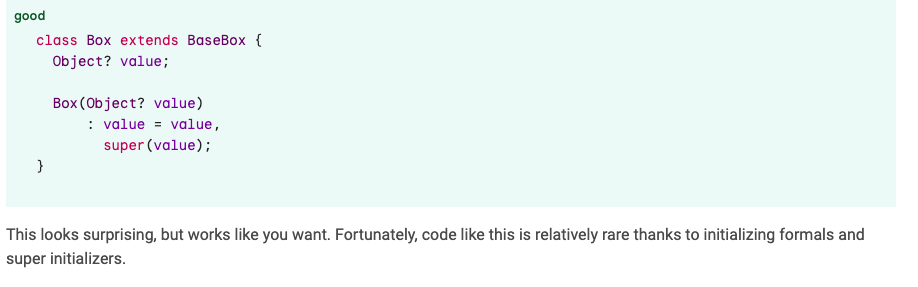 good
class Box extends BaseBox {
  Object? value;

  Box(Object? value)
      : value = value,
        super(value);
}
This looks surprising, but works like you want. Fortunately, code like this is relatively rare thanks to initializing formals and
super initializers.